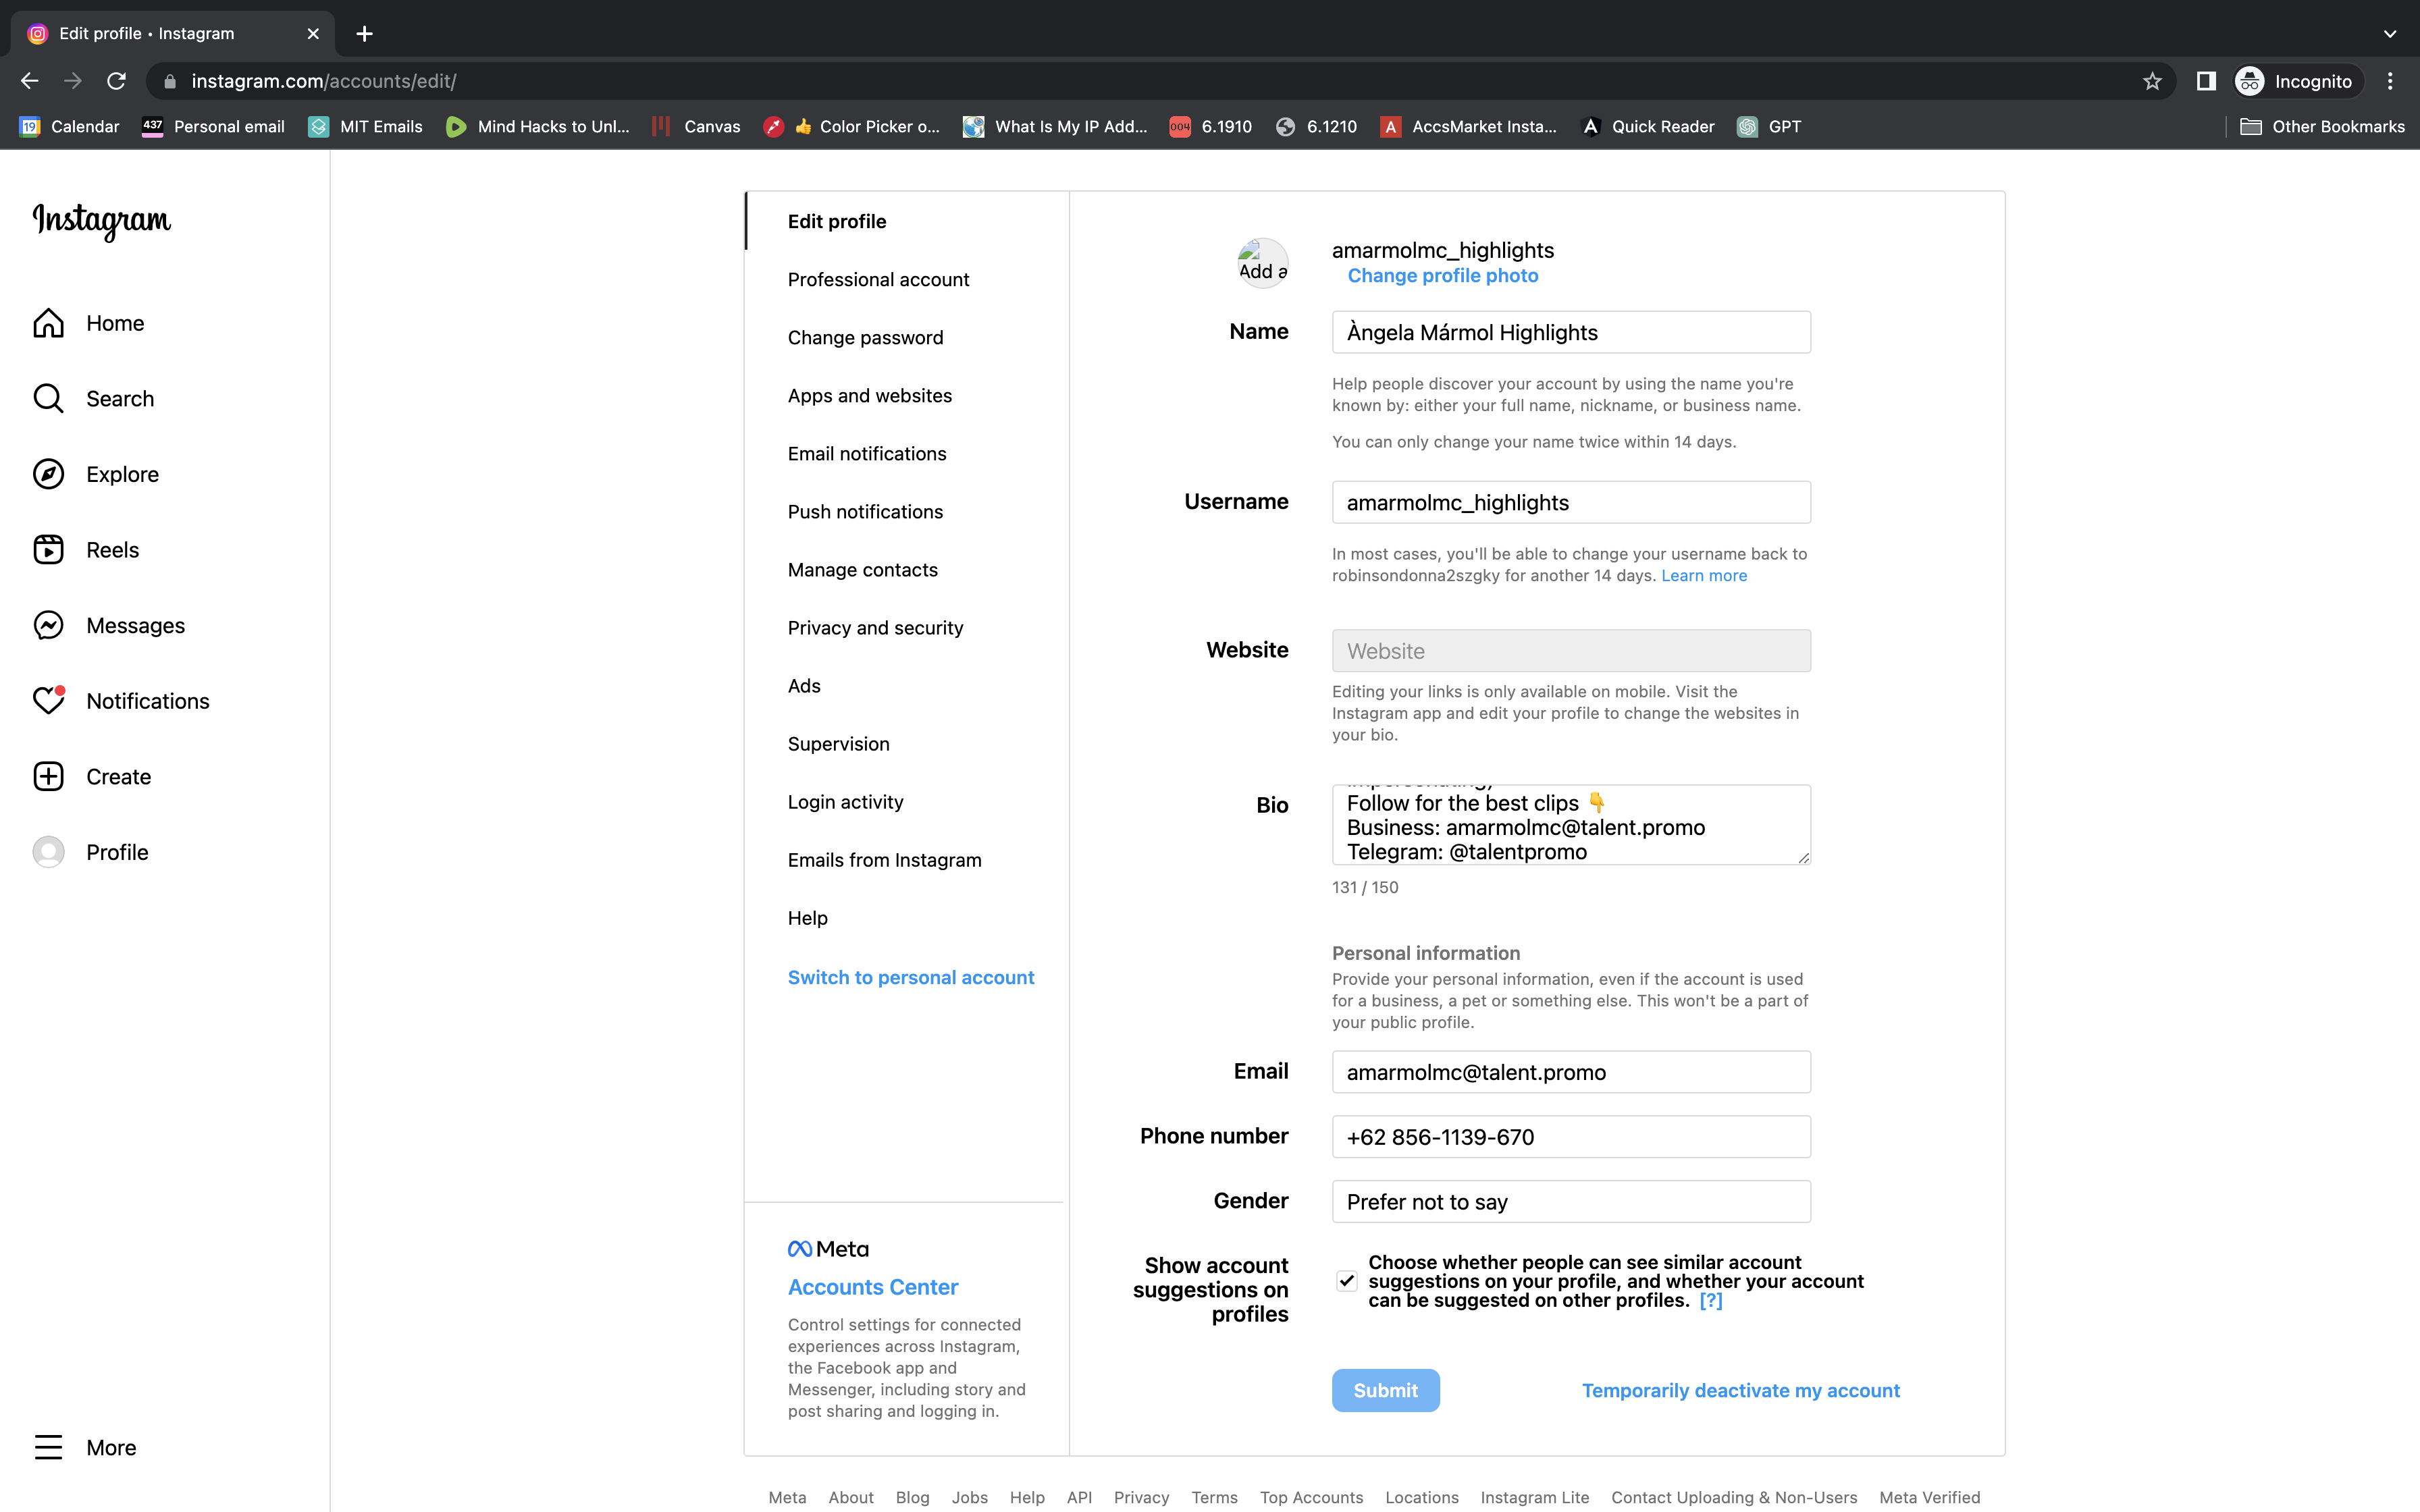 Edit profile • Instagram
instagram.com/accounts/edit/
Incognito
19 Calendar
437 Personal email
MIT Emails
Mind Hacks to Unl...
Canvas
👍 Color Picker o...
What Is My IP Add...
004 6.1910
6.1210
A AccsMarket Insta...
Quick Reader
GPT
Other Bookmarks
Instagram
Home
Search
Explore
Reels
Messages
Notifications
Create
Profile
More
Edit profile
Professional account
Change password
Apps and websites
Email notifications
Push notifications
Manage contacts
Privacy and security
Ads
Supervision
Login activity
Emails from Instagram
Help
Switch to personal account
Meta
Accounts Center
Control settings for connected
experiences across Instagram,
the Facebook app and
Messenger, including story and
post sharing and logging in.
Add a
amarmolmc_highlights
Change profile photo
Name
Àngela Mármol Highlights
Help people discover your account by using the name you're
known by: either your full name, nickname, or business name.
You can only change your name twice within 14 days.
Username
amarmolmc_highlights
In most cases, you'll be able to change your username back to
robinsondonna2szgky for another 14 days. Learn more
Website
Website
Editing your links is only available on mobile. Visit the
Instagram app and edit your profile to change the websites in
your bio.
Bio
Follow for the best clips 👇
Business: amarmolmc@talent.promo
Telegram: @talentpromo
131 / 150
Personal information
Provide your personal information, even if the account is used
for a business, a pet or something else. This won't be a part of
your public profile.
Email
amarmolmc@talent.promo
Phone number
+62 856-1139-670
Gender
Prefer not to say
Show account
suggestions on
profiles
Choose whether people can see similar account
suggestions on your profile, and whether your account
can be suggested on other profiles. [?]
Submit
Temporarily deactivate my account
Meta About Blog Jobs Help API Privacy Terms Top Accounts Locations Instagram Lite Contact Uploading & Non-Users Meta Verified